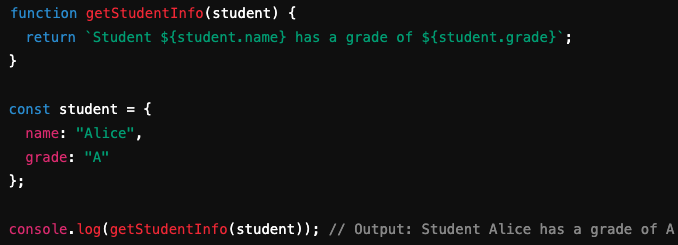 function getStudentInfo(student) {
  return `Student ${student.name} has a grade of ${student.grade}`;
}

const student = {
  name: "Alice",
  grade: "A"
};

console.log(getStudentInfo(student)); // Output: Student Alice has a grade of A